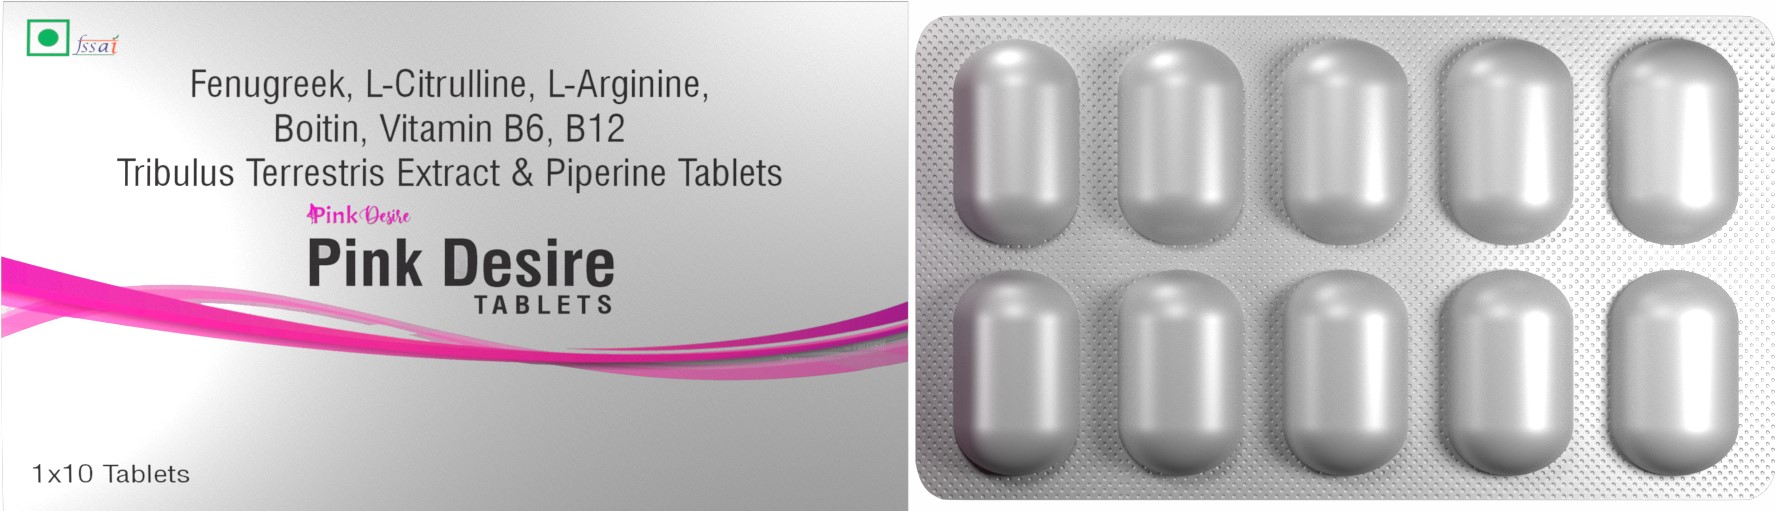 fssai
Fenugreek, L-Citrulline, L-Arginine,
Boitin, Vitamin B6, B12
Tribulus Terrestris Extract & Piperine Tablets
Pink Desire
Pink Desire
TABLETS
1x10 Tablets